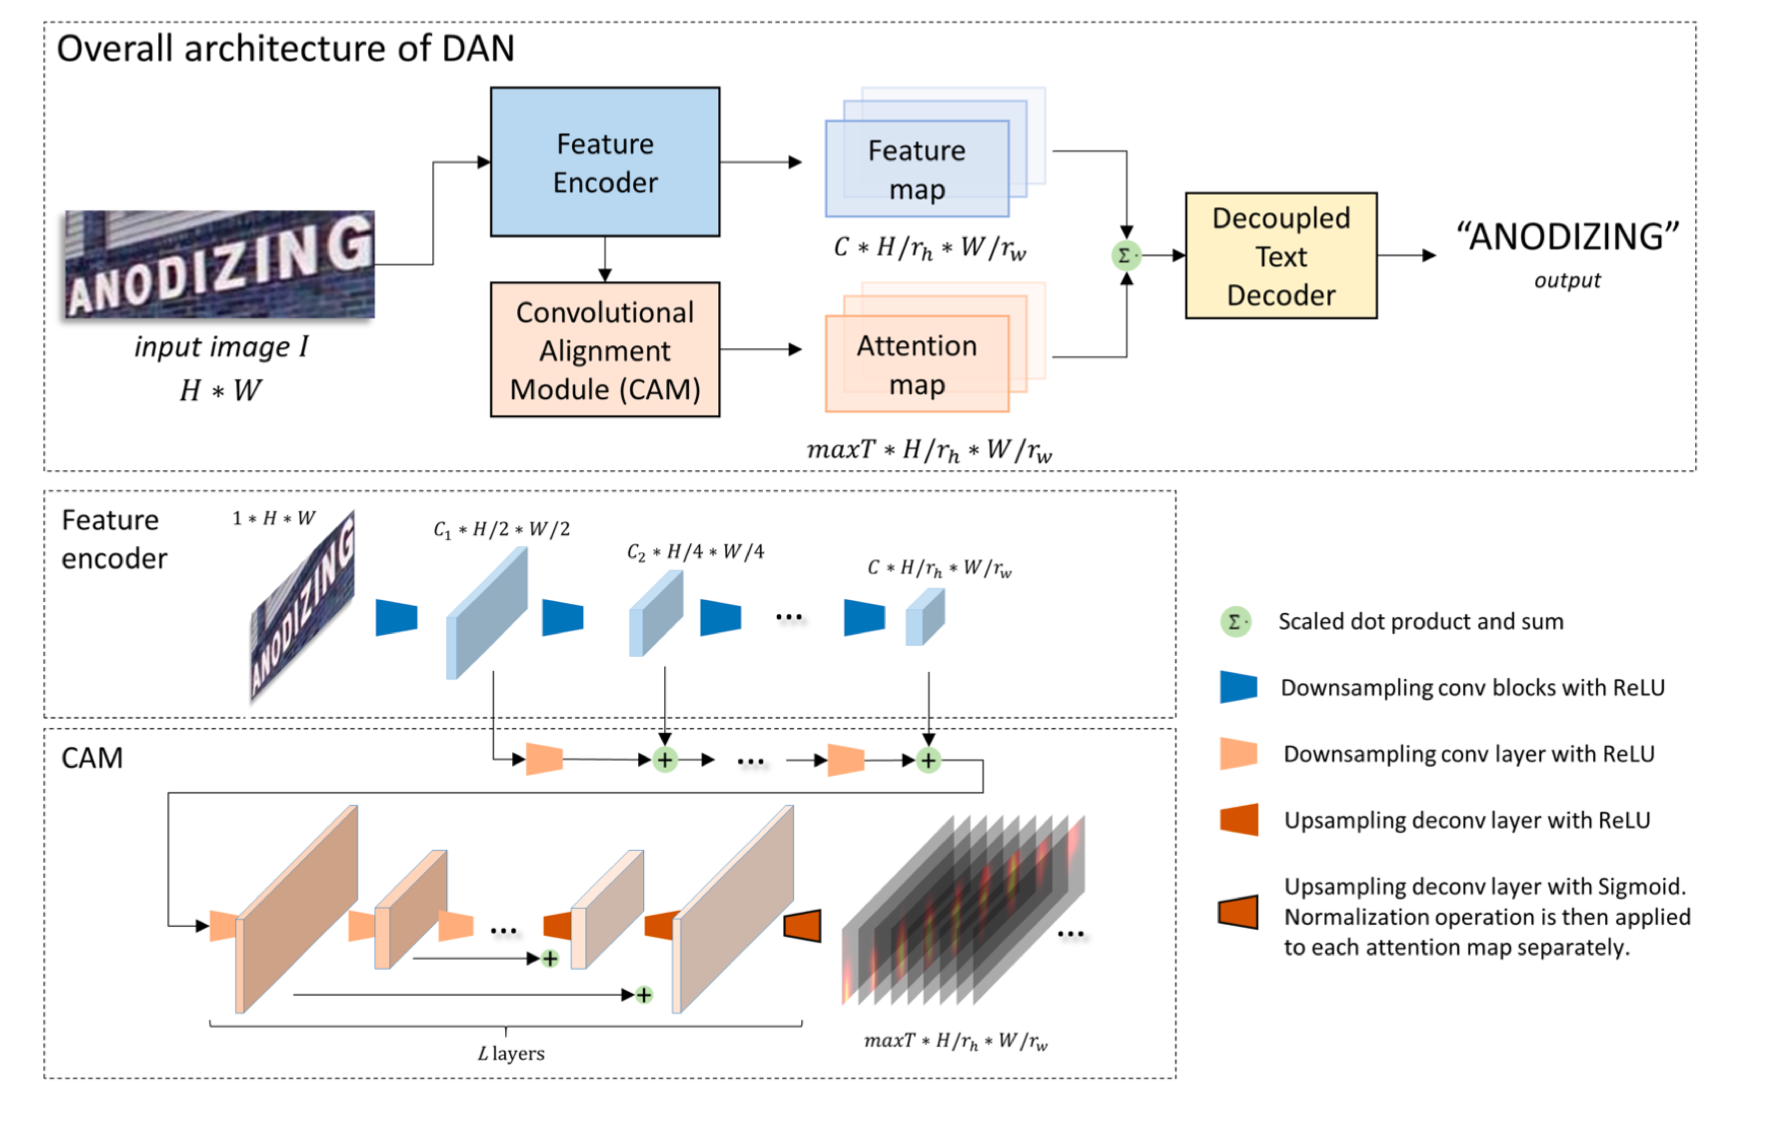 Overall architecture of DAN
Feature
Encoder
Feature
map
C * H/r_h * W/r_w
ANODIZING
input image I
H * W
Convolutional
Alignment
Module (CAM)
Attention
map
maxT * H/r_h * W/r_w
Σ·
Decoupled
Text
Decoder
“ANODIZING”
output
Feature
encoder
1 * H * W
ANODIZING
C_1 * H/2 * W/2
C_2 * H/4 * W/4
...
C * H/r_h * W/r_w
CAM
+
...
+
...
+
+
L layers
...
maxT * H/r_h * W/r_w
Σ· Scaled dot product and sum
Downsampling conv blocks with ReLU
Downsampling conv layer with ReLU
Upsampling deconv layer with ReLU
Upsampling deconv layer with Sigmoid.
Normalization operation is then applied
to each attention map separately.